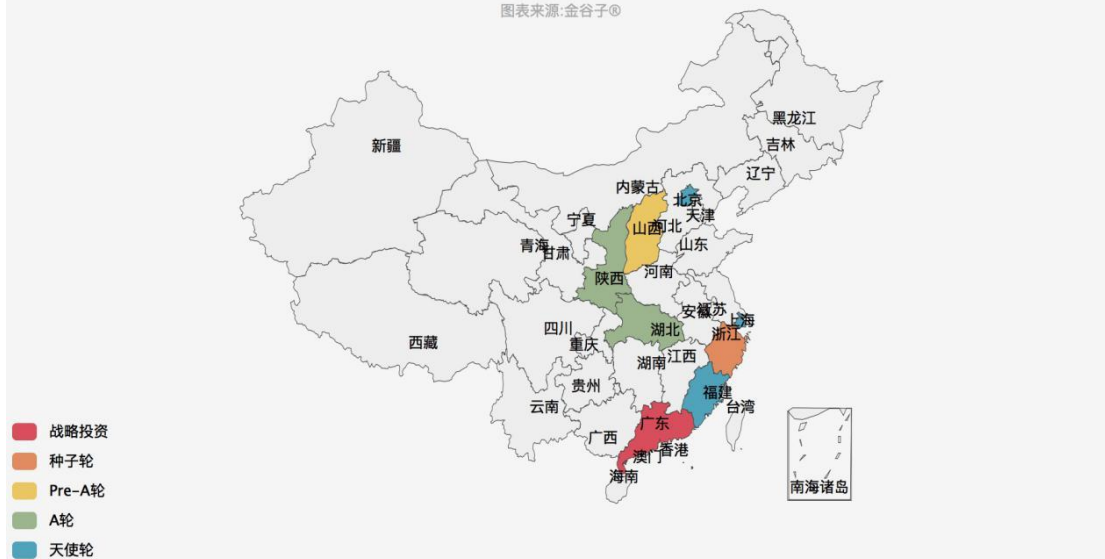 图表来源:金谷子®
黑龙江
吉林
新疆
辽宁
内蒙古
北京
天津
宁夏
山西
河北
青海
甘肃
山东
河南
陕西
安徽
江苏
上海
四川
湖北
浙江
西藏
重庆
湖南
江西
贵州
福建
云南
台湾
广东
广西
香港
澳门
海南
南海诸岛
战略投资
种子轮
Pre-A轮
A轮
天使轮